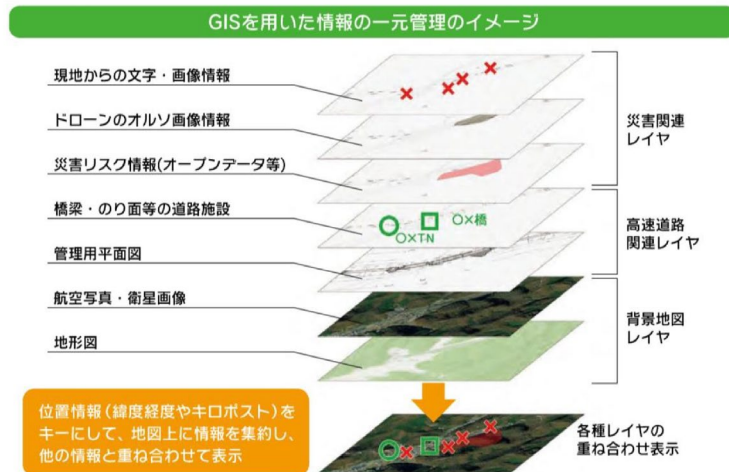 GISを用いた情報の一元管理のイメージ
現地からの文字・画像情報
ドローンのオルソ画像情報
災害リスク情報(オープンデータ等)
橋梁・のり面等の道路施設
管理用平面図
航空写真・衛星画像
地形図
○×TN
○×橋
災害関連
レイヤ
高速道路
関連レイヤ
背景地図
レイヤ
位置情報(緯度経度やキロポスト)を
キーにして、地図上に情報を集約し、
他の情報と重ね合わせて表示
各種レイヤの
重ね合わせ表示